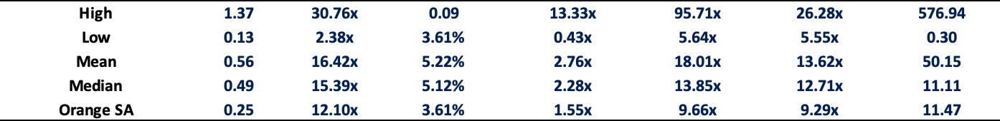 High 1.37 30.76x 0.09 13.33x 95.71x 26.28x 576.94
Low 0.13 2.38x 3.61% 0.43x 5.64x 5.55x 0.30
Mean 0.56 16.42x 5.22% 2.76x 18.01x 13.62x 50.15
Median 0.49 15.39x 5.12% 2.28x 13.85x 12.71x 11.11
Orange SA 0.25 12.10x 3.61% 1.55x 9.66x 9.29x 11.47